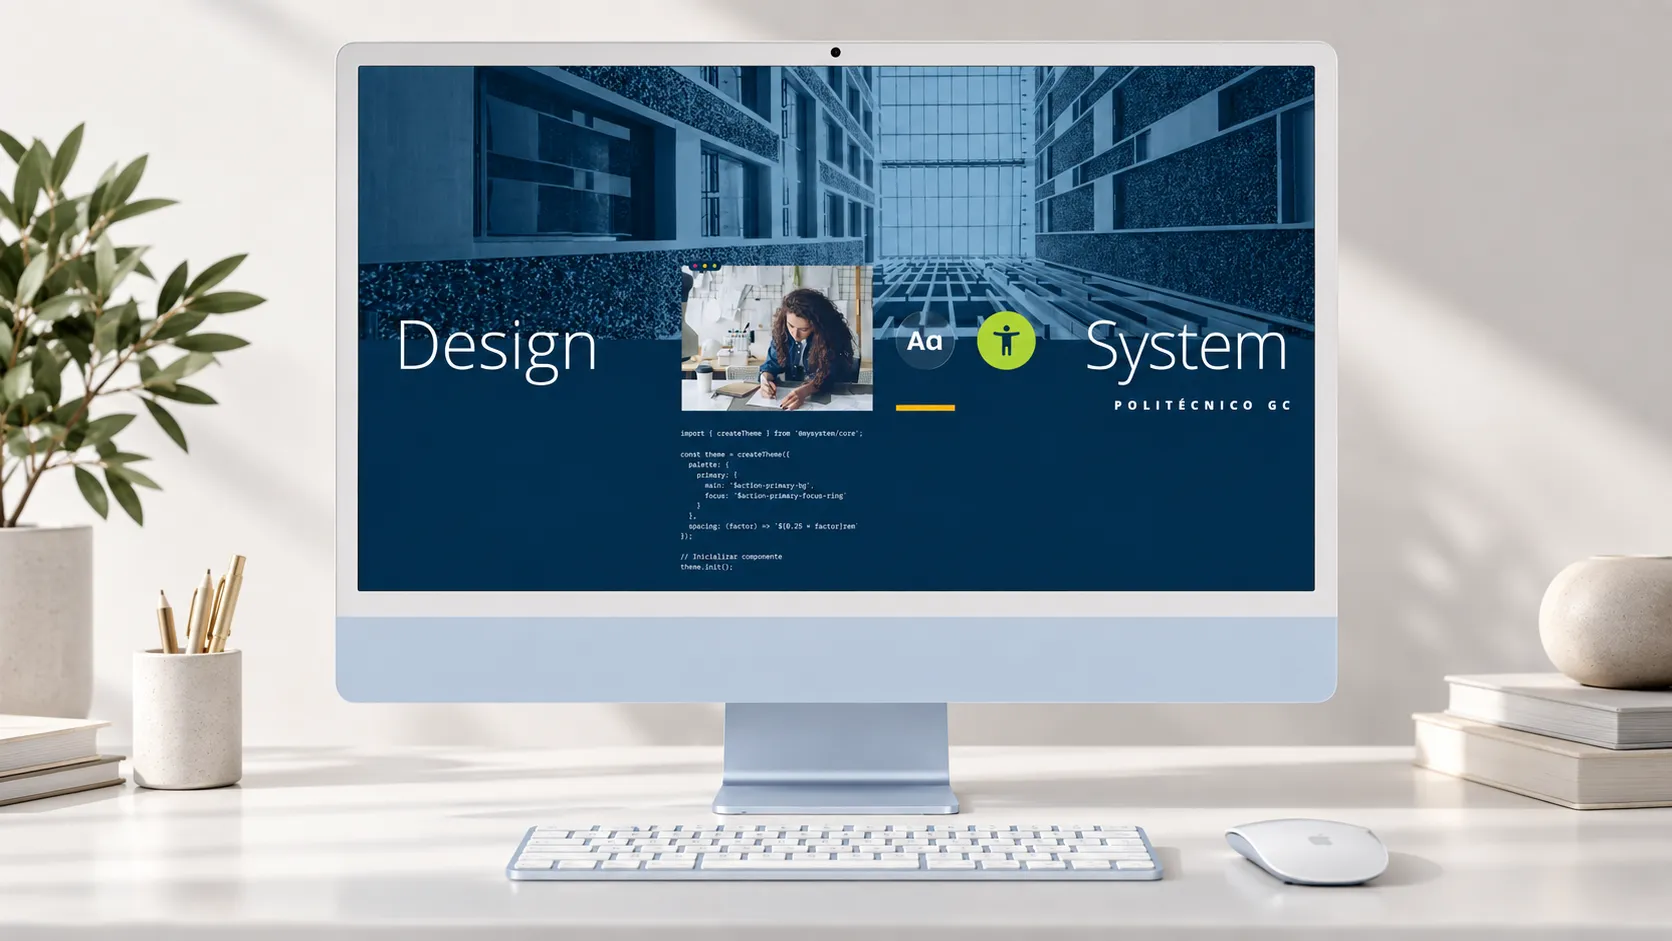 Design
Aa
System
POLITÉCNICO GC
import { createTheme } from '@mysystem/core';
const theme = createTheme({
palette: {
primary: {
main: '$action-primary-bg',
focus: '$action-primary-focus-ring'
}
},
spacing: (factor) => `${0.25 * factor}rem`
});
// Inicializar componente
theme.init();